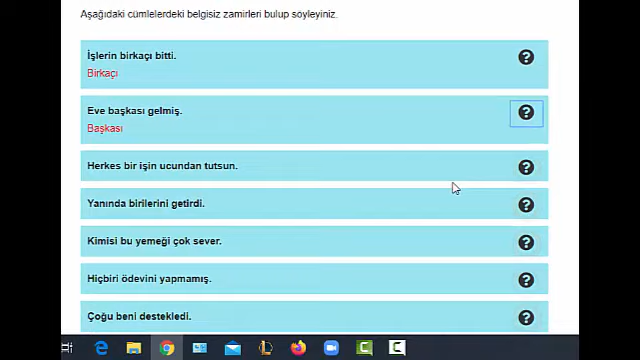 Aşağıdaki cümlelerdeki belgisiz zamirleri bulup söyleyiniz.
İşlerin birkaçı bitti.
Birkaçı
Eve başkası gelmiş.
Başkası
Herkes bir işin ucundan tutsun.
Yanında birilerini getirdi.
Kimisi bu yemeği çok sever.
Hiçbiri ödevini yapmamış.
Çoğu beni destekledi.